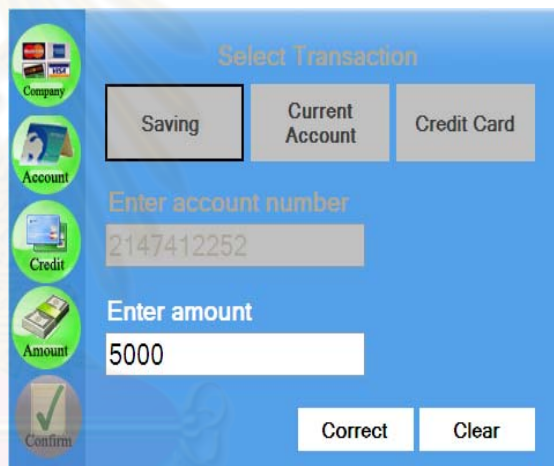 Company
Account
Credit
Amount
Confirm
Select Transaction
Saving
Current
Account
Credit Card
Enter account number
2147412252
Enter amount
5000
Correct
Clear
VISA